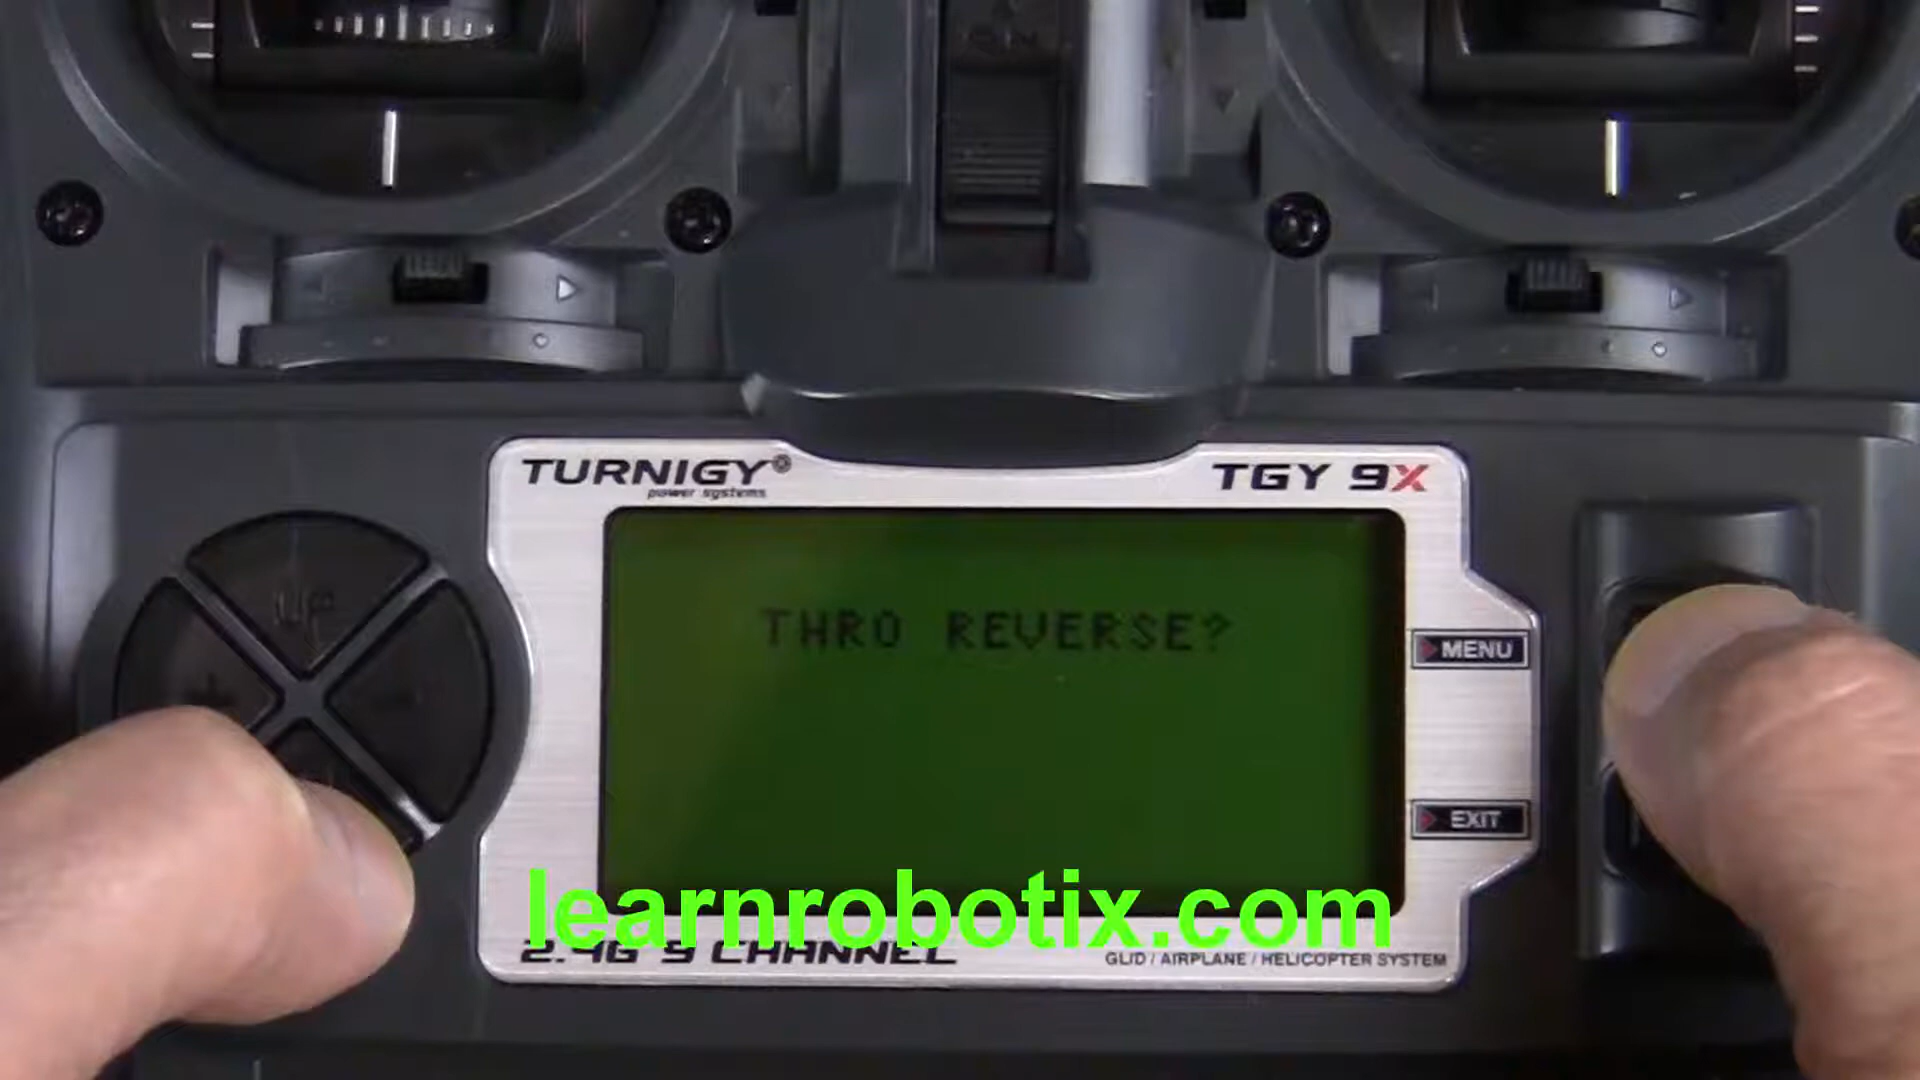 TURNIGY®
power systems
TGY 9X
THRO REVERSE?
MENU
EXIT
learnrobotix.com
2.4G 9 CHANNEL
GLID / AIRPLANE / HELICOPTER SYSTEM